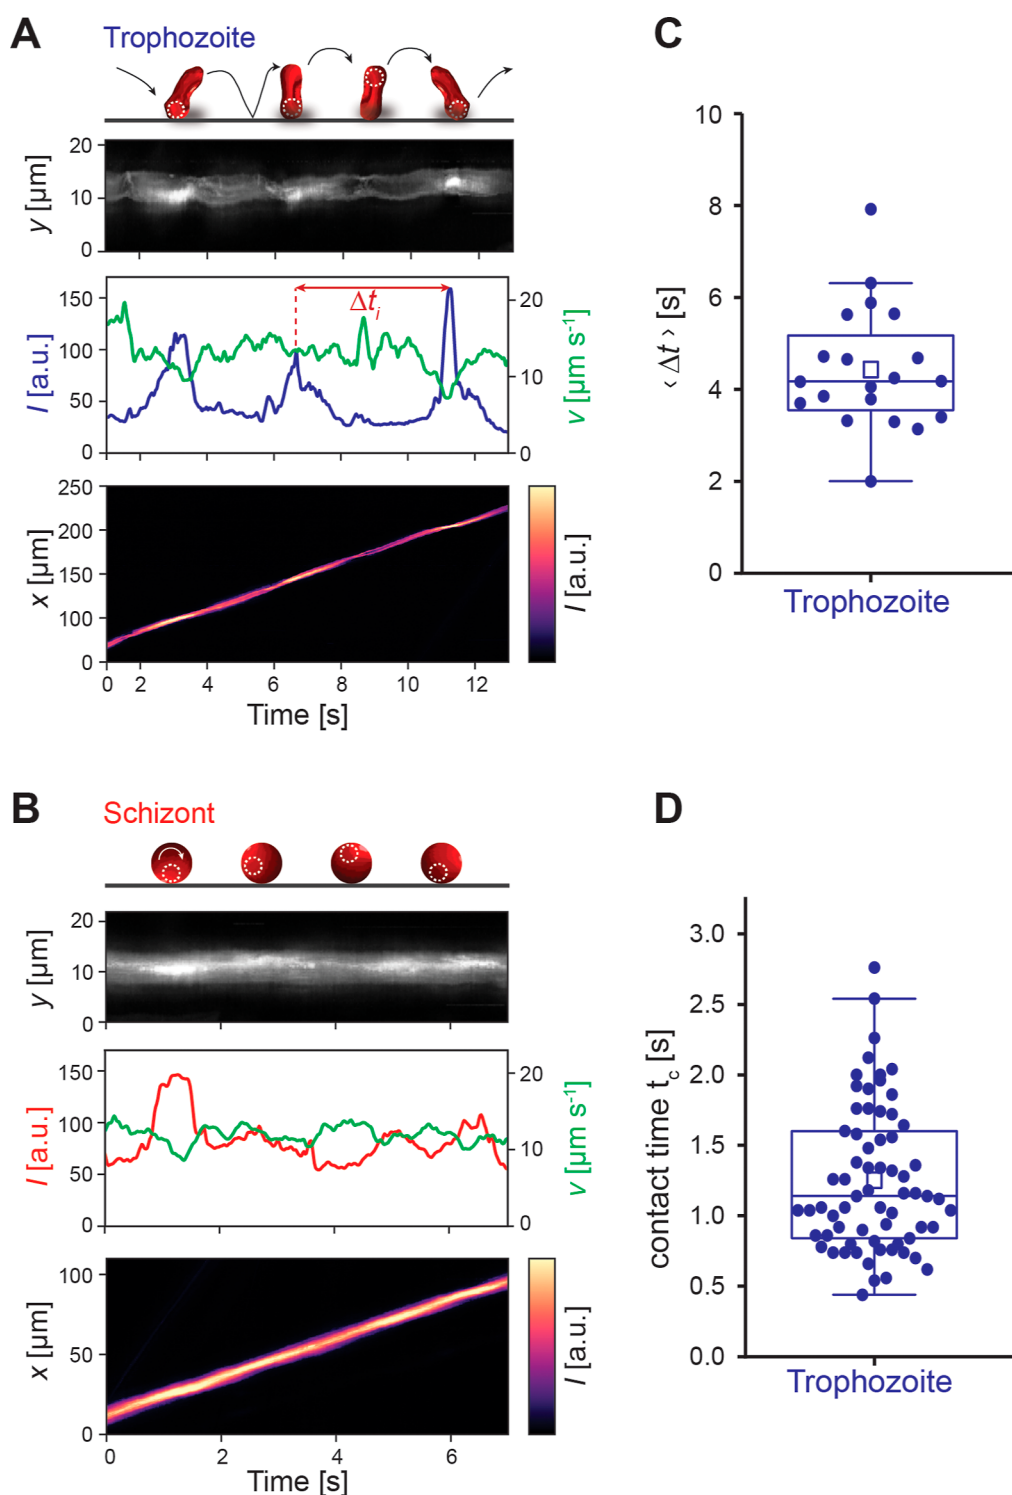 A
Trophozoite
20
10
0
y [µm]
150
100
50
0
I [a.u.]
Δti
20
10
0
v [µm s-1]
250
200
150
100
0
x [µm]
I [a.u.]
0 2 4 6 8 10 12
Time [s]
B
Schizont
20
10
0
y [µm]
150
100
50
0
I [a.u.]
20
10
0
v [µm s-1]
100
50
0
x [µm]
I [a.u.]
0 2 4 6
Time [s]
C
10
8
6
4
2
0
‹ Δt › [s]
Trophozoite
D
3.0
2.5
2.0
1.5
1.0
0.5
0.0
contact time tc [s]
Trophozoite